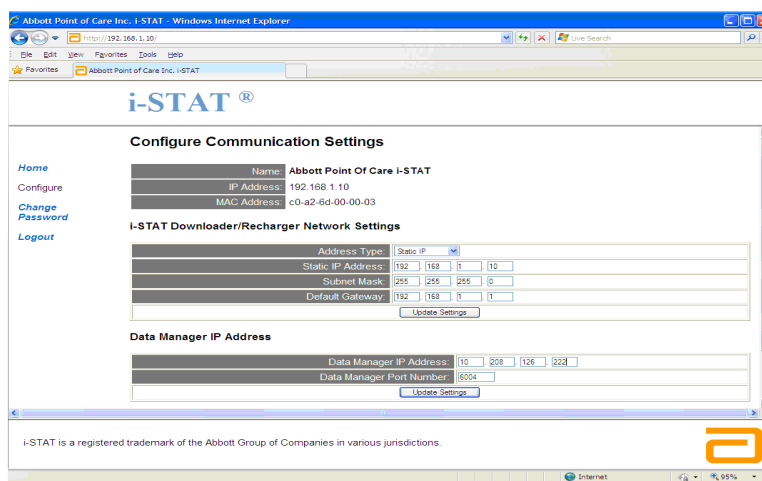 Abbott Point of Care Inc. i-STAT - Windows Internet Explorer
http://192.168.1.10/
Live Search
File Edit View Favorites Tools Help
Favorites Abbott Point of Care Inc. i-STAT
i-STAT ®
Configure Communication Settings
Home
Configure
Change
Password
Logout
Name: Abbott Point Of Care i-STAT
IP Address: 192.168.1.10
MAC Address: c0-a2-6d-00-00-03
i-STAT Downloader/Recharger Network Settings
Address Type: Static IP
Static IP Address: 192 . 168 . 1 . 10
Subnet Mask: 255 . 255 . 255 . 0
Default Gateway: 192 . 168 . 1 . 1
Update Settings
Data Manager IP Address
Data Manager IP Address: 10 . 208 . 126 . 222
Data Manager Port Number: 6004
Update Settings
i-STAT is a registered trademark of the Abbott Group of Companies in various jurisdictions.
Internet
95%